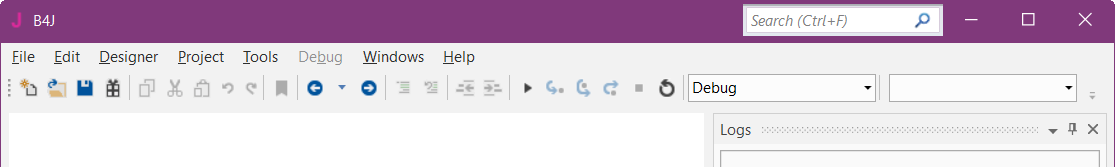 J B4J Search (Ctrl+F)
File Edit Designer Project Tools Debug Windows Help
Debug
Logs